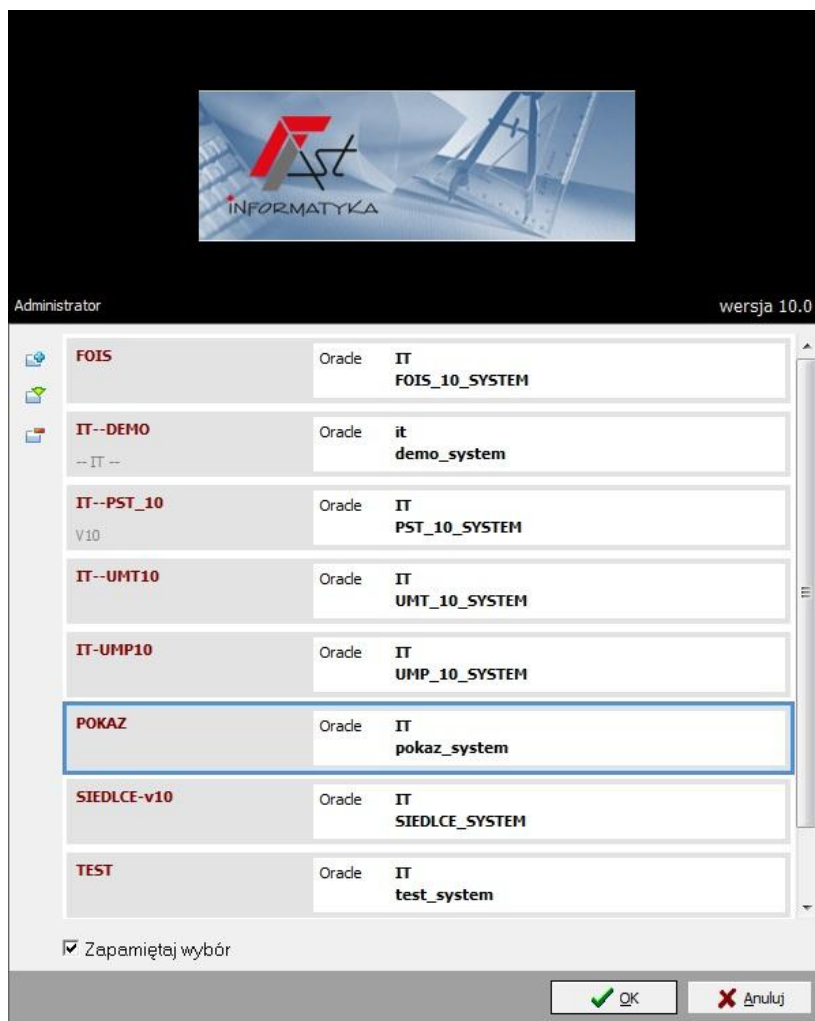 Fast
iNFORMATYKA
Administrator
wersja 10.0
FOIS
Oracle
IT
FOIS_10_SYSTEM
IT--DEMO
-- IT --
Oracle
it
demo_system
IT--PST_10
V10
Oracle
IT
PST_10_SYSTEM
IT--UMT10
Oracle
IT
UMT_10_SYSTEM
IT-UMP10
Oracle
IT
UMP_10_SYSTEM
POKAZ
Oracle
IT
pokaz_system
SIEDLCE-v10
Oracle
IT
SIEDLCE_SYSTEM
TEST
Oracle
IT
test_system
Zapamiętaj wybór
OK
Anuluj